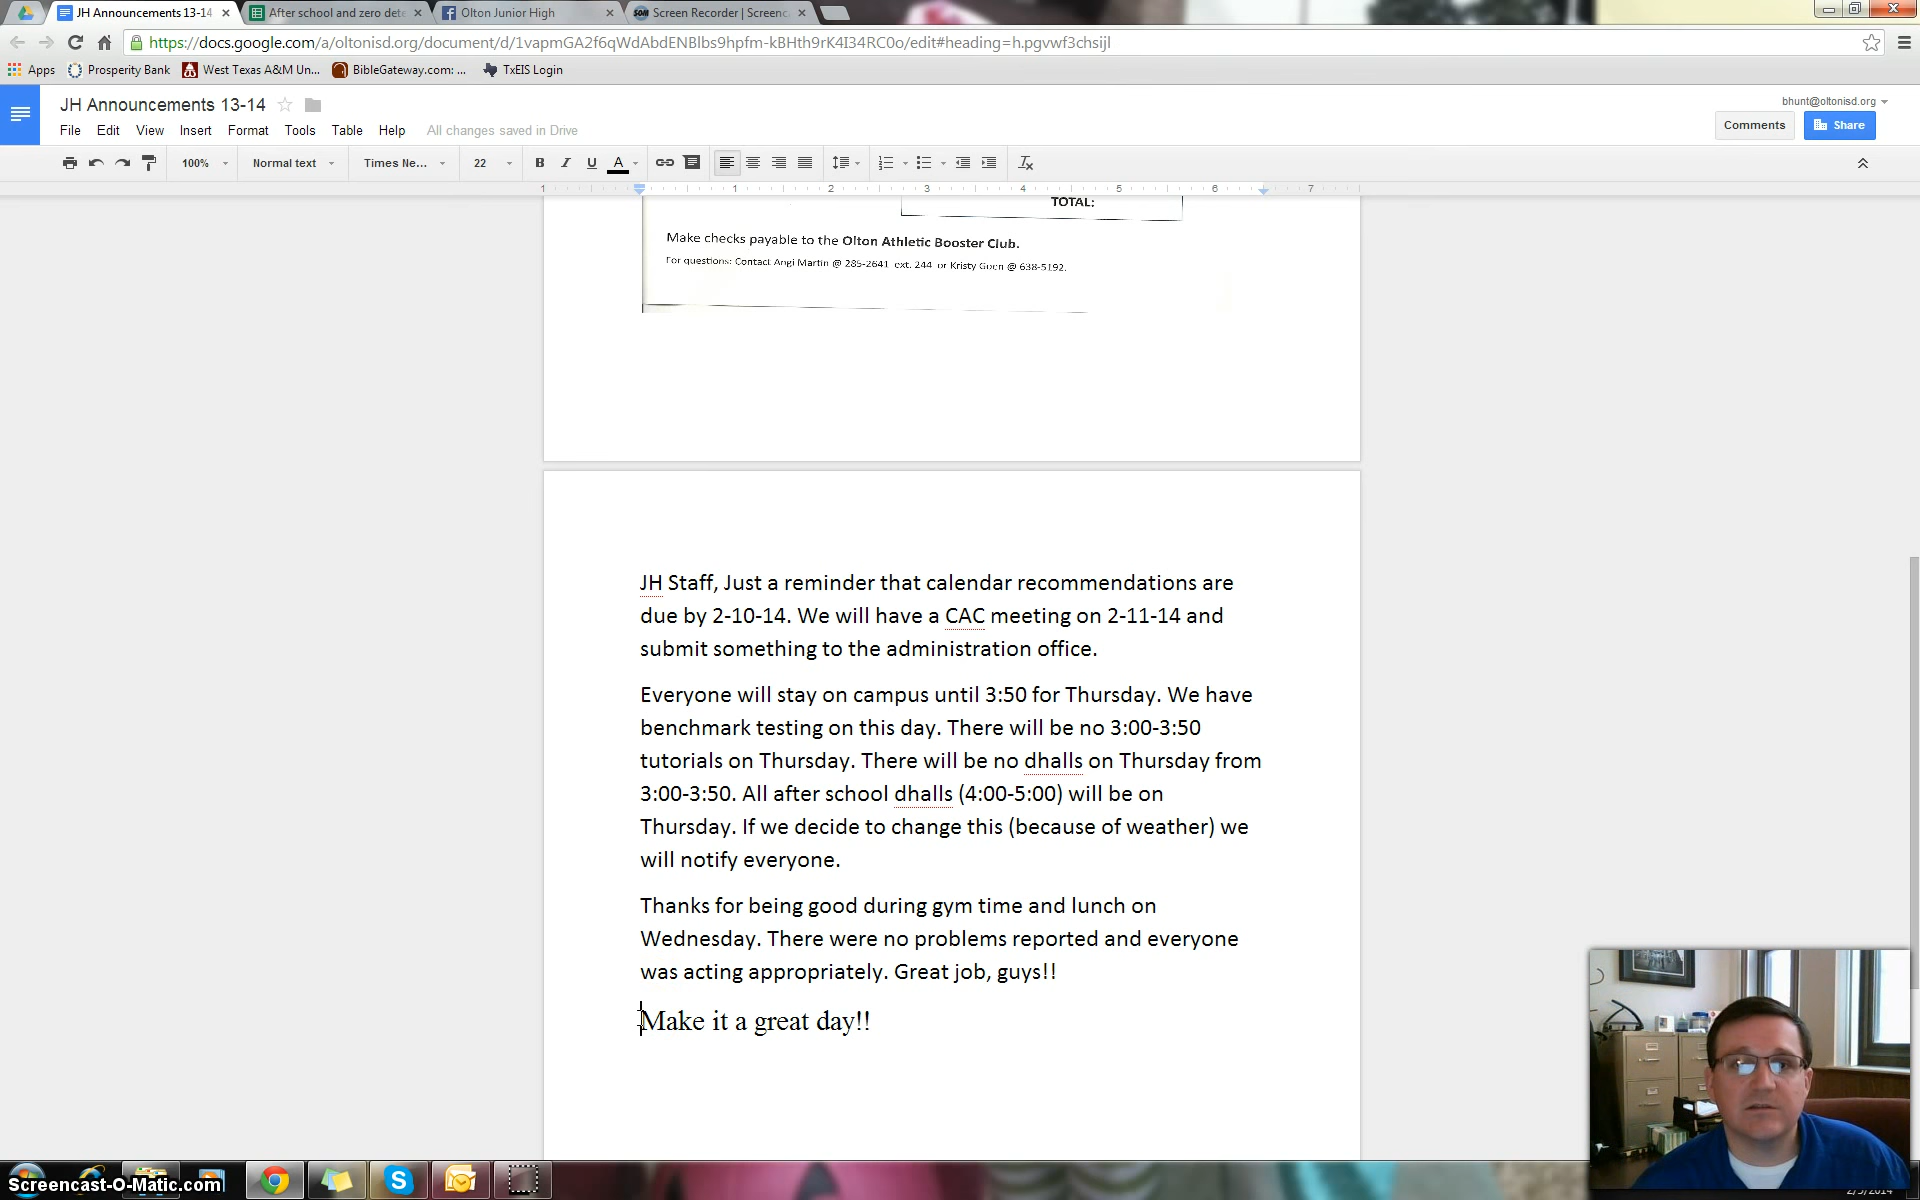 JH Announcements 13-14
After school and zero dete
Olton Junior High
Screen Recorder | Screenc
https://docs.google.com/a/oltonisd.org/document/d/1vapmGA2f6qWdAbdENBlbs9hpfm-kBHth9rK4I34RC0o/edit#heading=h.pgvwf3chsijl
Apps
Prosperity Bank
West Texas A&M Un...
BibleGateway.com: ...
TxEIS Login
JH Announcements 13-14
bhunt@oltonisd.org
File Edit View Insert Format Tools Table Help All changes saved in Drive
Comments
Share
100% Normal text Times Ne... 22 B I U A
1 1 2 3 4 5 6 7
TOTAL:
Make checks payable to the Olton Athletic Booster Club.
For questions: Contact Angi Martin @ 285-2641 ext. 244 or Kristy Goen @ 638-5192.
JH Staff, Just a reminder that calendar recommendations are
due by 2-10-14. We will have a CAC meeting on 2-11-14 and
submit something to the administration office.
Everyone will stay on campus until 3:50 for Thursday. We have
benchmark testing on this day. There will be no 3:00-3:50
tutorials on Thursday. There will be no dhalls on Thursday from
3:00-3:50. All after school dhalls (4:00-5:00) will be on
Thursday. If we decide to change this (because of weather) we
will notify everyone.
Thanks for being good during gym time and lunch on
Wednesday. There were no problems reported and everyone
was acting appropriately. Great job, guys!!
Make it a great day!!
Screencast-O-Matic.com